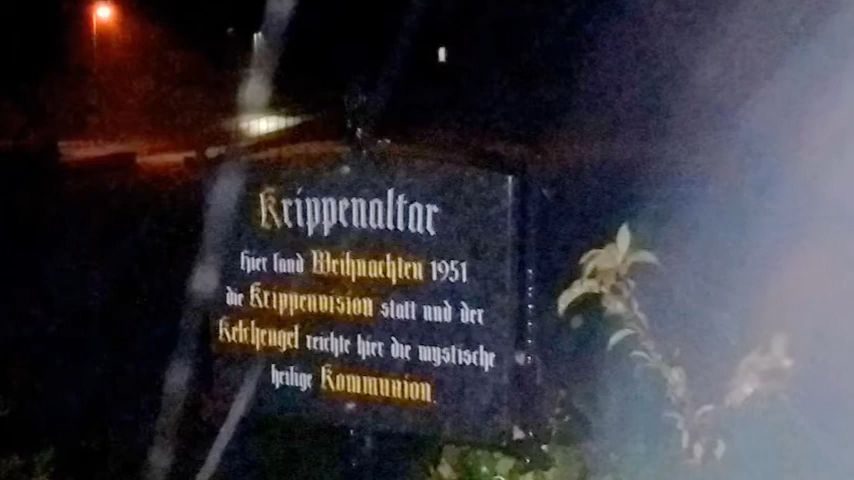 Krippenaltar
Hier fand Weihnachten 1951
die Krippenvision statt und der
Kelchengel reichte hier die mystische
heilige Kommunion.